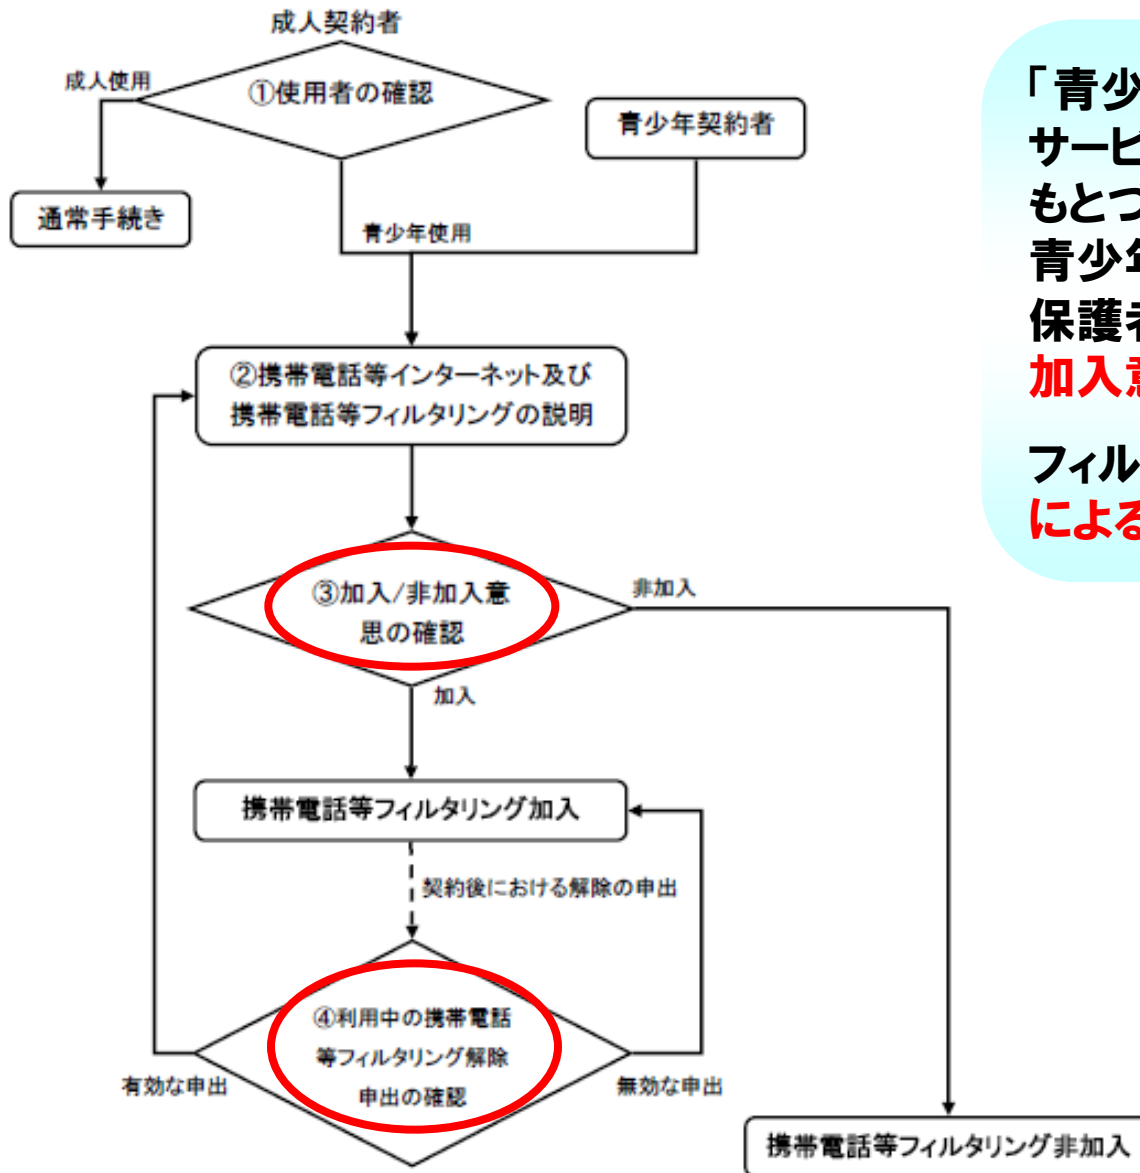 成人契約者
成人使用
①使用者の確認
青少年契約者
通常手続き
青少年使用
②携帯電話等インターネット及び
携帯電話等フィルタリングの説明
③加入/非加入意
思の確認
非加入
加入
携帯電話等フィルタリング加入
契約後における解除の申出
④利用中の携帯電話
等フィルタリング解除
申出の確認
有効な申出
無効な申出
携帯電話等フィルタリング非加入
「青少
サービ
もとつ
青少年
保護者
加入意
フィル
による